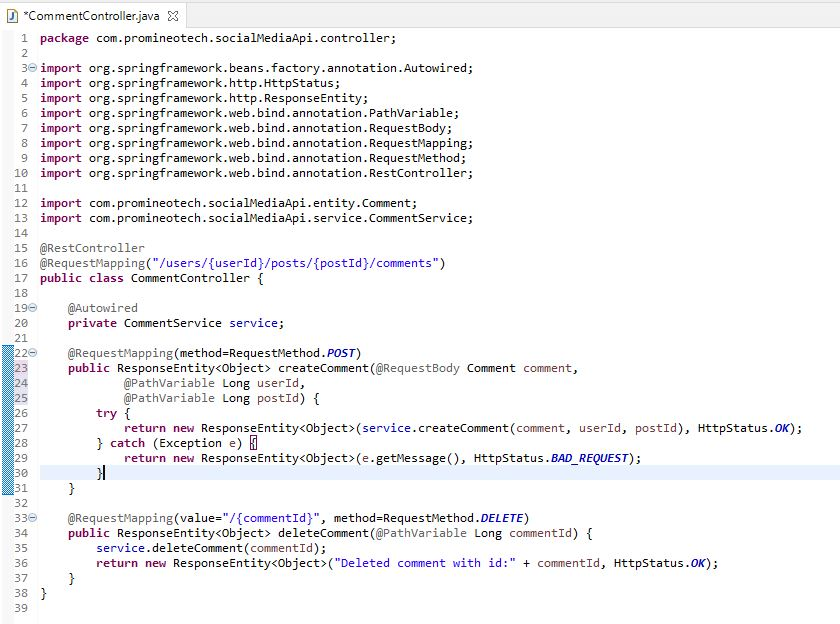 *CommentController.java
1 package com.promineotech.socialMediaApi.controller;
2
3 import org.springframework.beans.factory.annotation.Autowired;
4 import org.springframework.http.HttpStatus;
5 import org.springframework.http.ResponseEntity;
6 import org.springframework.web.bind.annotation.PathVariable;
7 import org.springframework.web.bind.annotation.RequestBody;
8 import org.springframework.web.bind.annotation.RequestMapping;
9 import org.springframework.web.bind.annotation.RequestMethod;
10 import org.springframework.web.bind.annotation.RestController;
11
12 import com.promineotech.socialMediaApi.entity.Comment;
13 import com.promineotech.socialMediaApi.service.CommentService;
14
15 @RestController
16 @RequestMapping("/users/{userId}/posts/{postId}/comments")
17 public class CommentController {
18
19     @Autowired
20     private CommentService service;
21
22     @RequestMapping(method=RequestMethod.POST)
23     public ResponseEntity<Object> createComment(@RequestBody Comment comment,
24             @PathVariable Long userId,
25             @PathVariable Long postId) {
26         try {
27             return new ResponseEntity<Object>(service.createComment(comment, userId, postId), HttpStatus.OK);
28         } catch (Exception e) {
29             return new ResponseEntity<Object>(e.getMessage(), HttpStatus.BAD_REQUEST);
30         }
31     }
32
33     @RequestMapping(value="/{commentId}", method=RequestMethod.DELETE)
34     public ResponseEntity<Object> deleteComment(@PathVariable Long commentId) {
35         service.deleteComment(commentId);
36         return new ResponseEntity<Object>("Deleted comment with id:" + commentId, HttpStatus.OK);
37     }
38 }
39